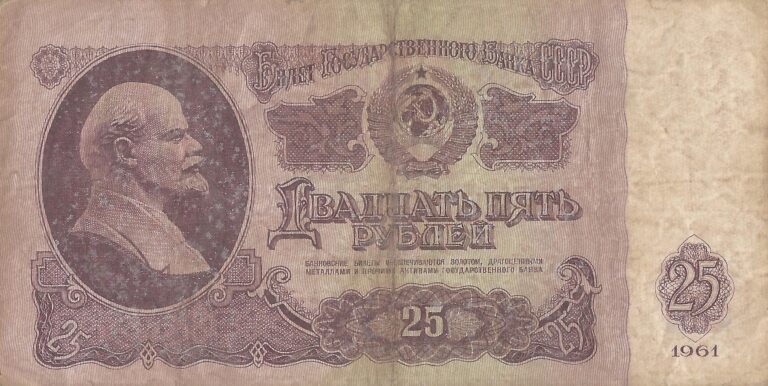 Билет Государственного Банка СССР
Двадцать пять
рублей
БАНКОВСКИЕ БИЛЕТЫ ОБЕСПЕЧИВАЮТСЯ ЗОЛОТОМ, ДРАГОЦЕННЫМИ
МЕТАЛЛАМИ И ПРОЧИМИ АКТИВАМИ ГОСУДАРСТВЕННОГО БАНКА
25
25
25
25
1961